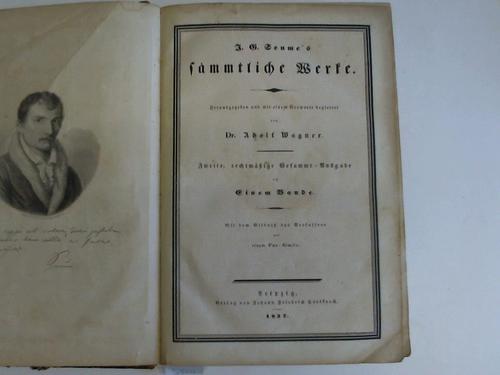 J. G. Seume's
sämmtliche Werke.
Herausgegeben und mit einem Vorworte begleitet
von
Dr. Adolf Wagner.
Zweite, rechtmäßige Gesammt-Ausgabe
in
Einem Bande.
Mit dem Bildniß des Verfassers
und
einem Fac-Simile.
Leipzig,
Verlag von Johann Friedrich Hartknoch.
1837.